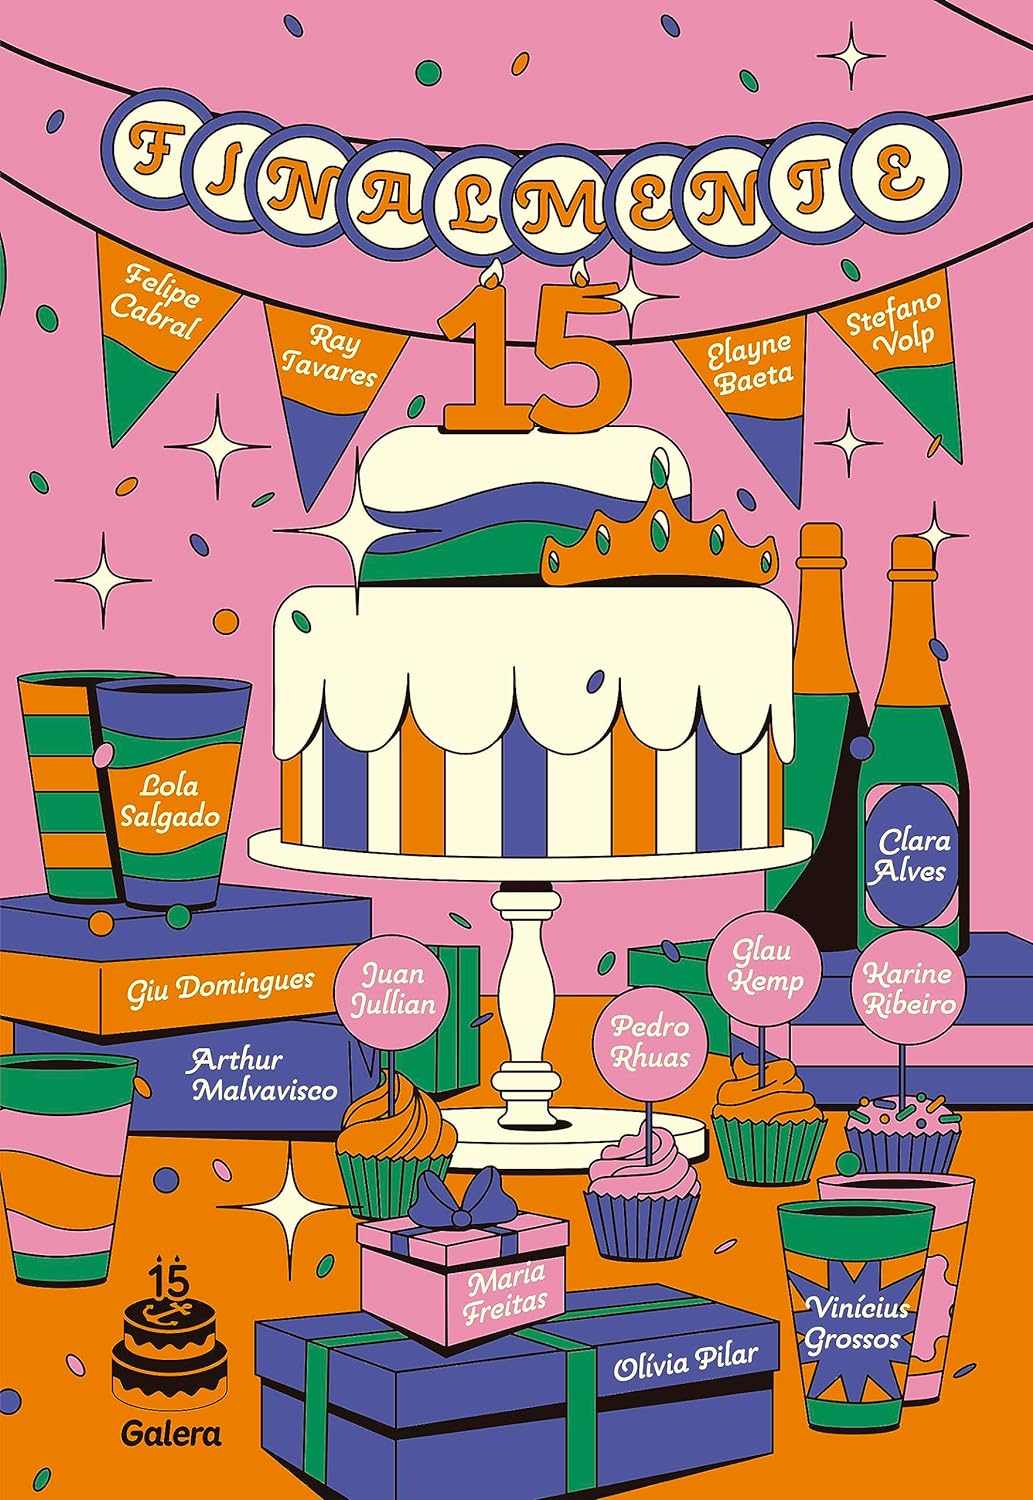 FINALMENTE
15
Felipe
Cabral
Ray
Tavares
Elayne
Baeta
Stefano
Volp
Lola
Salgado
Clara
Alves
Giu Domingues
Juan
Jullian
Glau
Kemp
Karine
Ribeiro
Arthur
Malvavisco
Pedro
Rhuas
Maria
Freitas
Olívia Pilar
Vinícius
Grossos
15
Galera